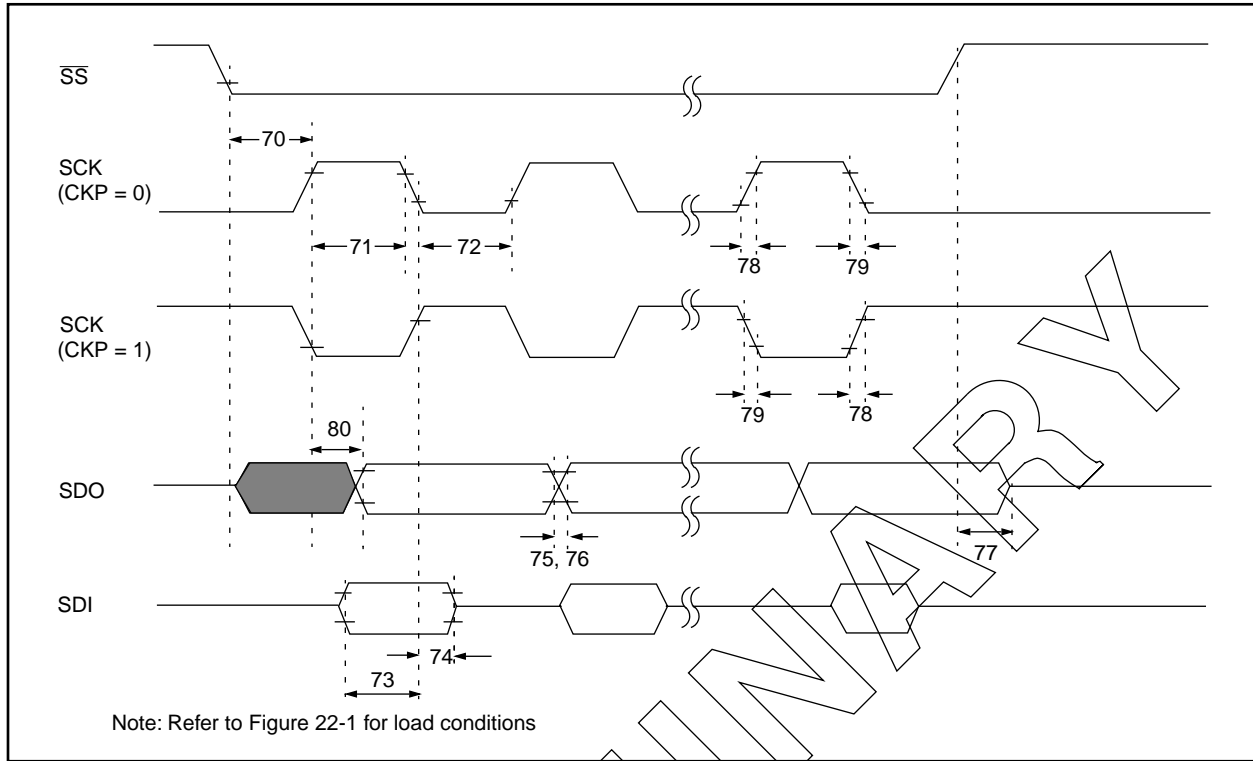 SS
70
SCK
(CKP = 0)
71
72
78
79
SCK
(CKP = 1)
79
78
80
SDO
75, 76
77
SDI
74
73
Note: Refer to Figure 22-1 for load conditions
INARY